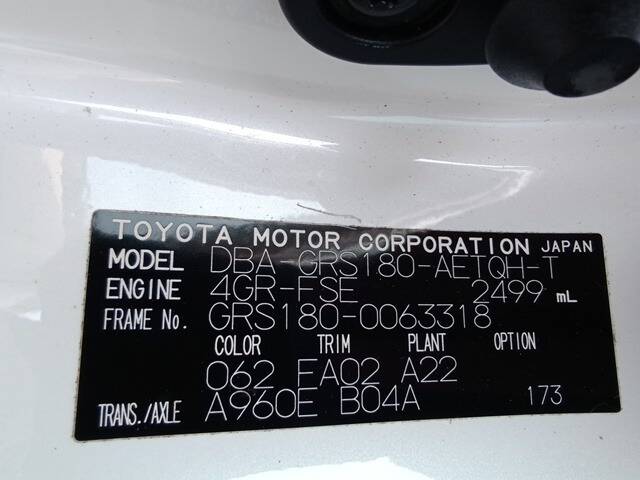 TOYOTA MOTOR CORPORATION JAPAN
MODEL DBA-GRS180-AETQH-T
ENGINE 4GR-FSE 2499 mL
FRAME No. GRS180-0063318
COLOR TRIM PLANT OPTION
062 FA02 A22
TRANS./AXLE A960E B04A 173